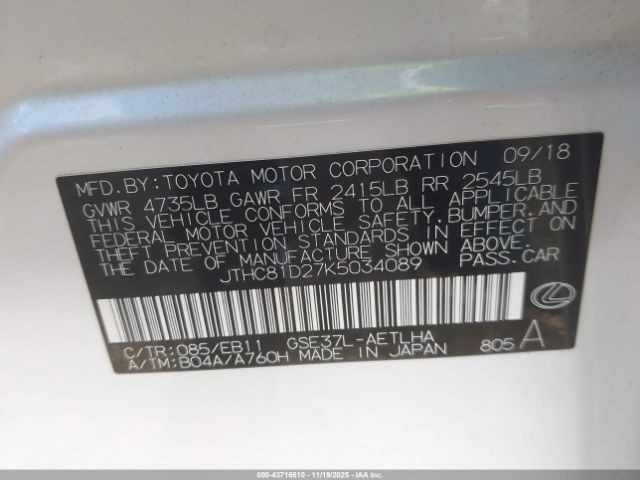 MFD.BY:TOYOTA MOTOR CORPORATION 09/18
GVWR 4735LB GAWR FR 2415LB RR 2545LB
THIS VEHICLE CONFORMS TO ALL APPLICABLE
FEDERAL MOTOR VEHICLE SAFETY,BUMPER,AND
THEFT PREVENTION STANDARDS IN EFFECT ON
THE DATE OF MANUFACTURE SHOWN ABOVE.
JTHC81D27K5034089 PASS.CAR
C/TR:085/EB11 GSE37L-AETLHA
A/TM:B04A/A760H MADE IN JAPAN 805 A
000-43716510 - 11/19/2025 - IAAI.COM